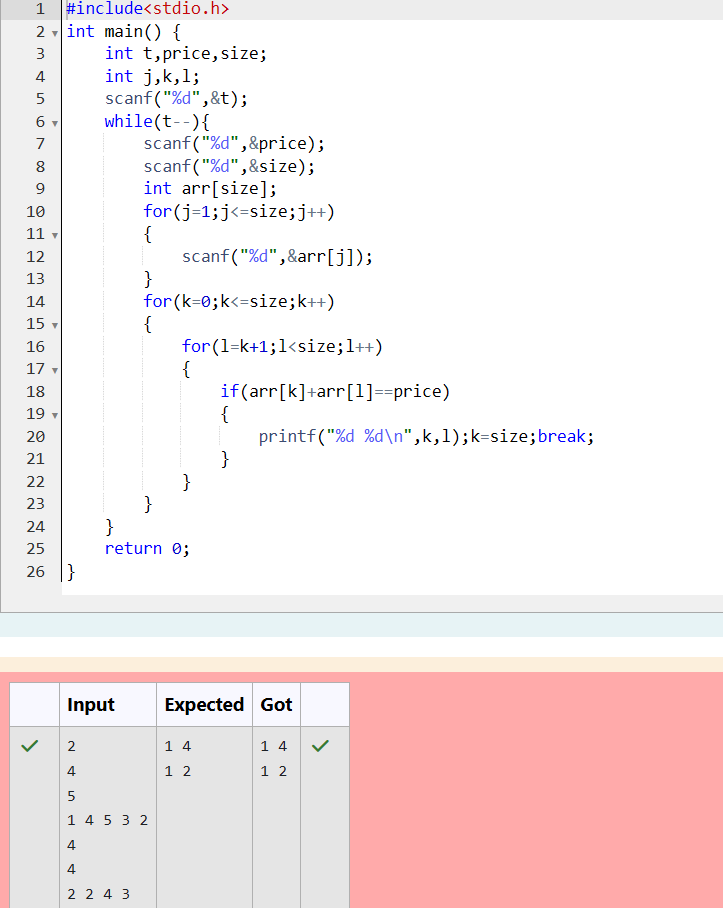 1 #include<stdio.h>
2 int main() {
3 int t,price,size;
4 int j,k,l;
5 scanf("%d",&t);
6 while(t--){
7 scanf("%d",&price);
8 scanf("%d",&size);
9 int arr[size];
10 for(j=1;j<=size;j++)
11 {
12 scanf("%d",&arr[j]);
13 }
14 for(k=0;k<=size;k++)
15 {
16 for(l=k+1;l<size;l++)
17 {
18 if(arr[k]+arr[l]==price)
19 {
20 printf("%d %d\n",k,l);k=size;break;
21 }
22 }
23 }
24 }
25 return 0;
26 }
Input Expected Got
2 1 4 1 4
4 1 2 1 2
5
1 4 5 3 2
4
4
2 2 4 3